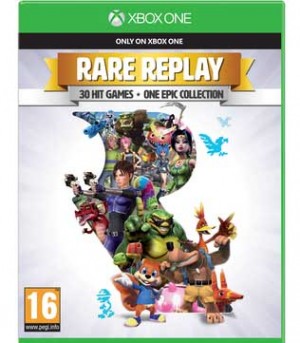 XBOX ONE
ONLY ON XBOX ONE
RARE REPLAY
30 HIT GAMES • ONE EPIC COLLECTION
16
www.pegi.info